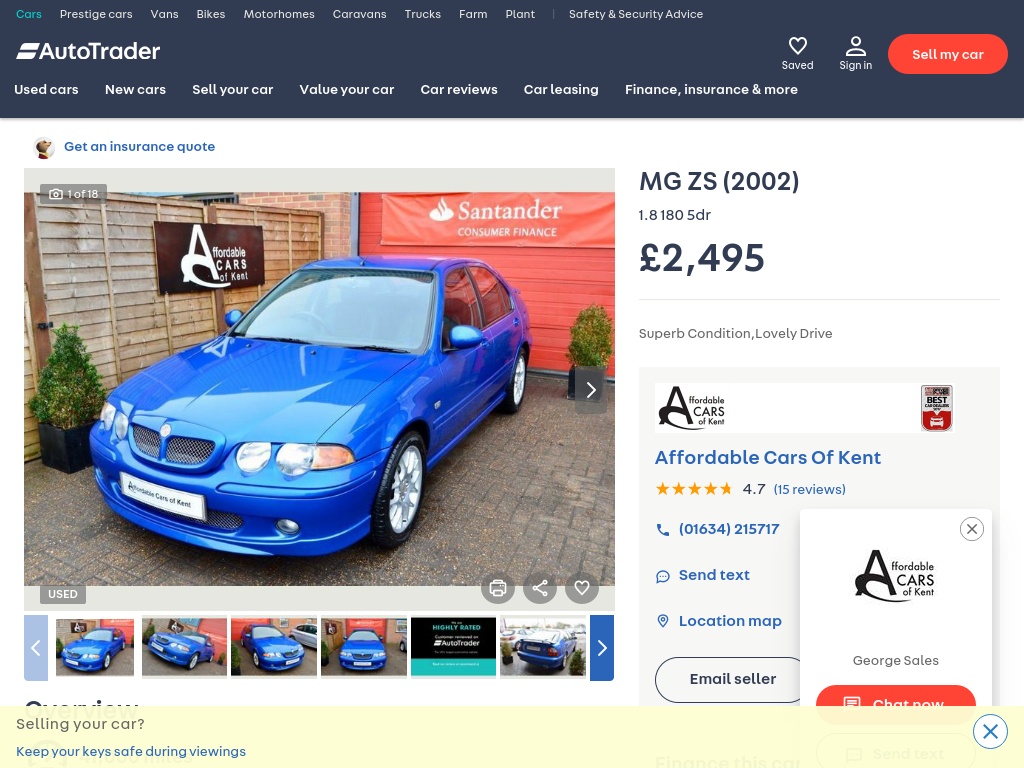 Cars Prestige cars Vans Bikes Motorhomes Caravans Trucks Farm Plant Safety & Security Advice
AutoTrader
Saved
Sign in
Sell my car
Used cars New cars Sell your car Value your car Car reviews Car leasing Finance, insurance & more
Get an insurance quote
1 of 18
Santander
CONSUMER FINANCE
Affordable
CARS
of Kent
Affordable Cars of Kent
USED
HIGHLY RATED
AutoTrader
MG ZS (2002)
1.8 180 5dr
£2,495
Superb Condition,Lovely Drive
Affordable
CARS
of Kent
BEST
Affordable Cars Of Kent
4.7 (15 reviews)
(01634) 215717
Send text
Location map
Email seller
Affordable
CARS
of Kent
George Sales
Chat now
Send text
Overview
Selling your car?
Keep your keys safe during viewings
Finance this car